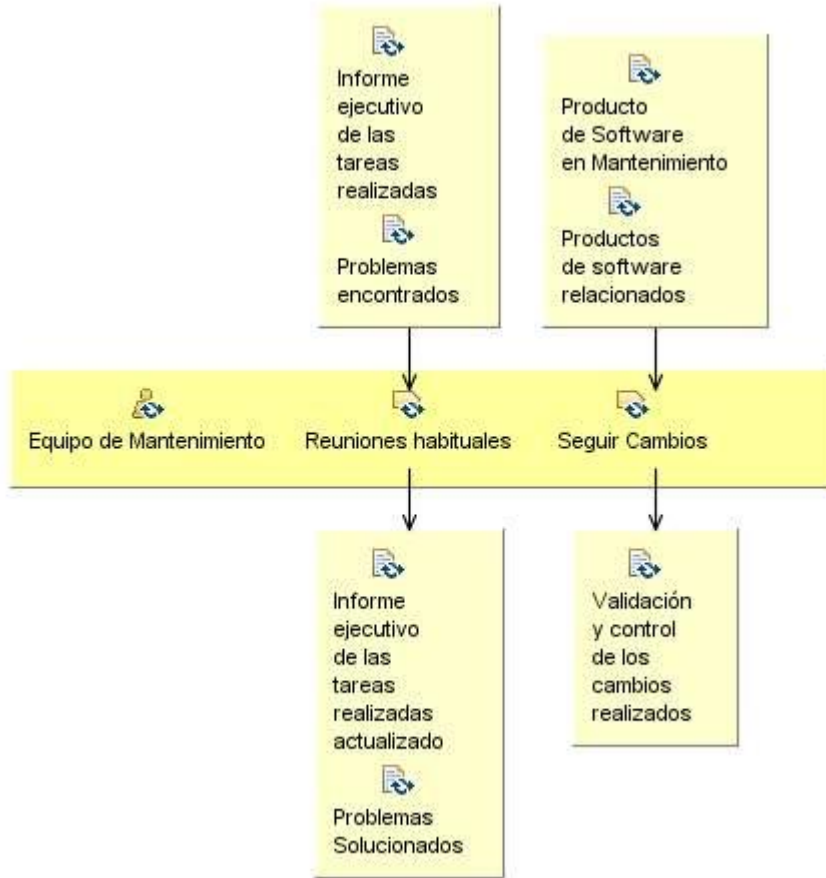 Informe
ejecutivo
de las
tareas
realizadas
Problemas
encontrados
Producto
de Software
en Mantenimiento
Productos
de software
relacionados
Equipo de Mantenimiento
Reuniones habituales
Seguir Cambios
Informe
ejecutivo
de las
tareas
realizadas
actualizado
Problemas
Solucionados
Validación
y control
de los
cambios
realizados